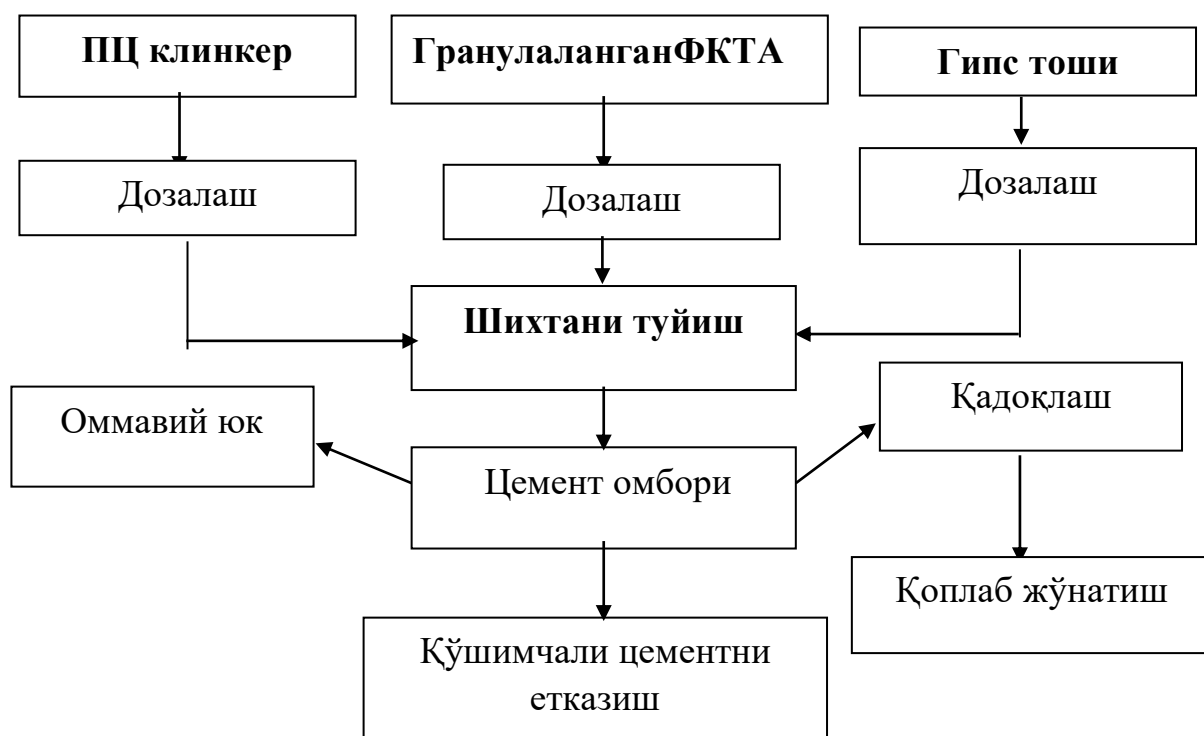 ПЦ клинкер
ГранулаланганФКТА
Гипс тоши
Дозалаш
Дозалаш
Дозалаш
Шихтани туйиш
Оммавий юк
Қадоқлаш
Цемент омбори
Қоплаб жўнатиш
Қўшимчали цементни
етказиш